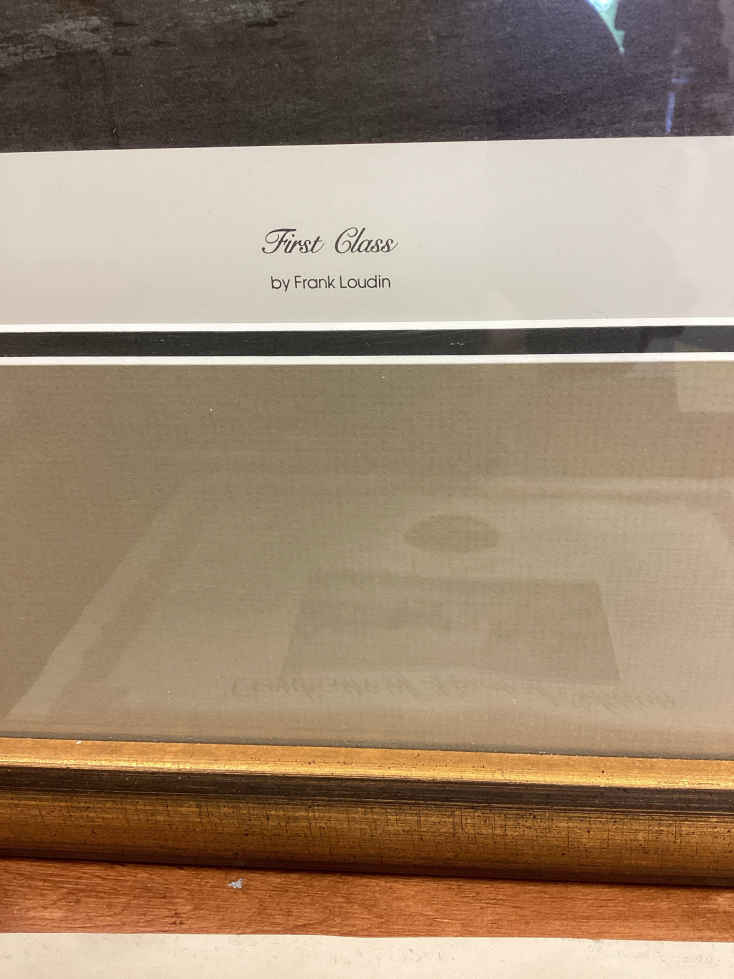 First Class
by Frank Loudin